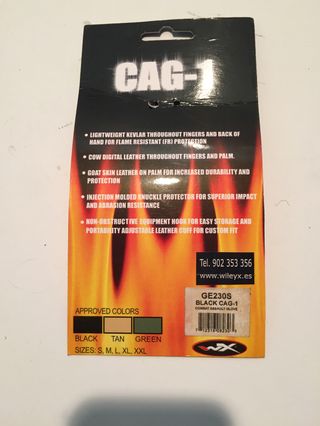 CAG-1
• LIGHTWEIGHT KEVLAR THROUGHOUT FINGERS AND BACK OF
HAND FOR FLAME RESISTANT (FR) PROTECTION
• COW DIGITAL LEATHER THROUGHOUT FINGERS AND PALM.
• GOAT SKIN LEATHER ON PALM FOR INCREASED DURABILITY AND
PROTECTION
• INJECTION MOLDED KNUCKLE PROTECTOR FOR SUPERIOR IMPACT
AND ABRASION RESISTANCE
• NON-OBSTRUCTIVE EQUIPMENT HOOK FOR EASY STORAGE AND
PORTABILITY ADJUSTABLE LEATHER CUFF FOR CUSTOM FIT
Tel. 902 353 356
www.wileyx.es
GE230S
BLACK CAG-1
COMBAT ASSAULT GLOVE
APPROVED COLORS
BLACK TAN GREEN
SIZES: S, M, L, XL, XXL
WX